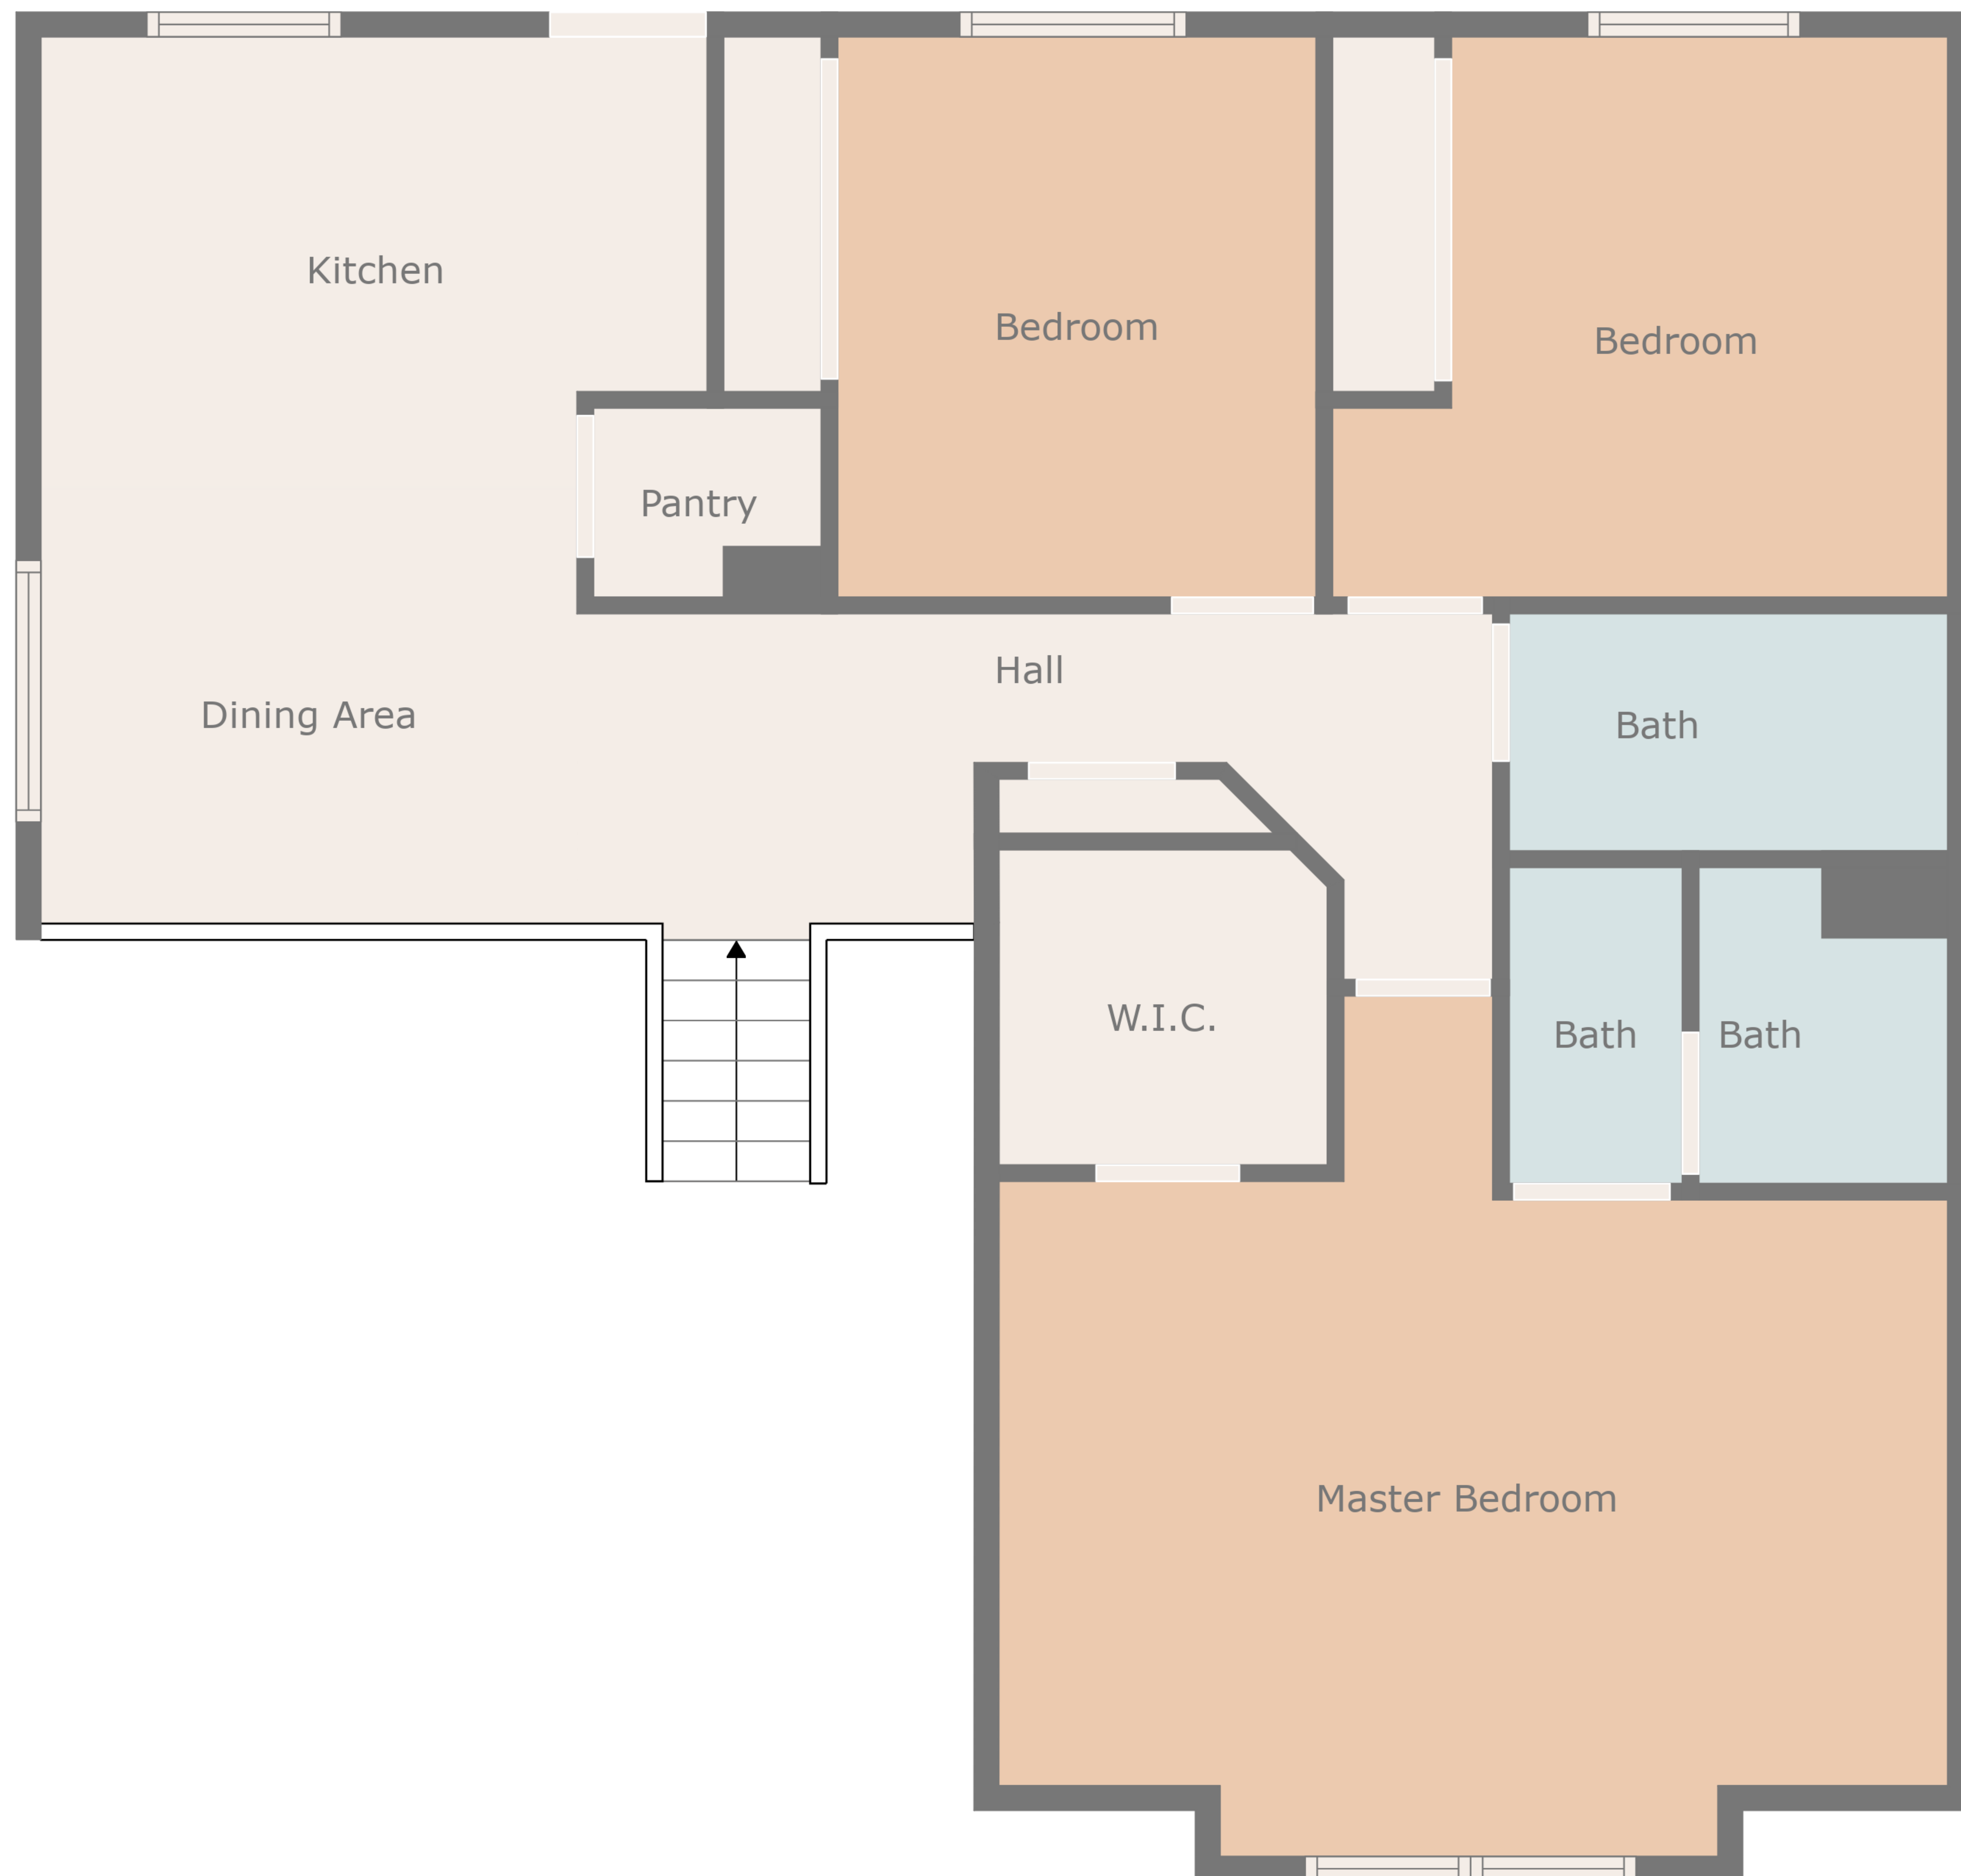 Kitchen
Bedroom
Bedroom
Pantry
Hall
Dining Area
Bath
W.I.C.
Bath
Bath
Master Bedroom